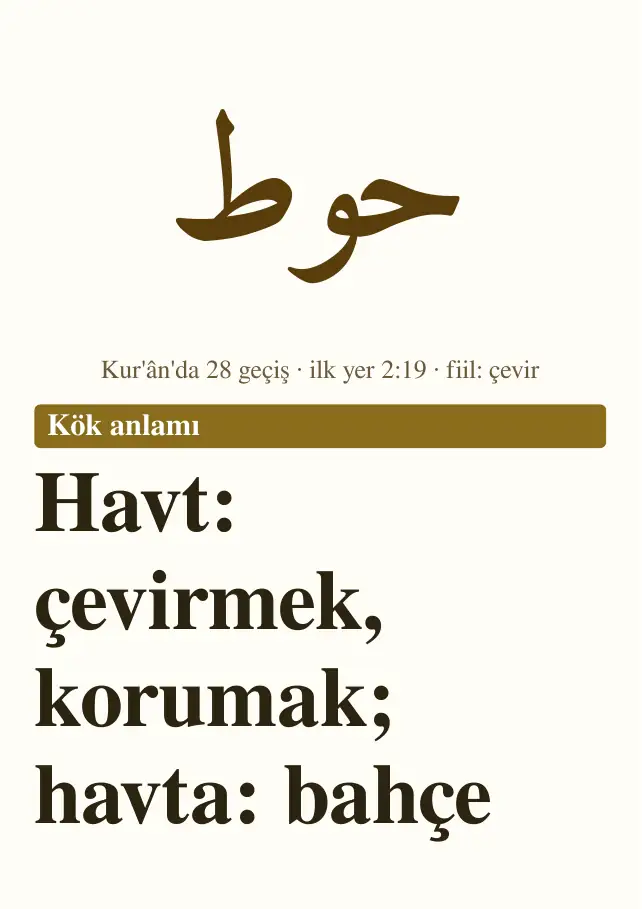 حوط
Kur'ân'da 28 geçiş · ilk yer 2:19 · fiil: çevir
Kök anlamı
Havt:
çevirmek,
korumak;
havta: bahçe